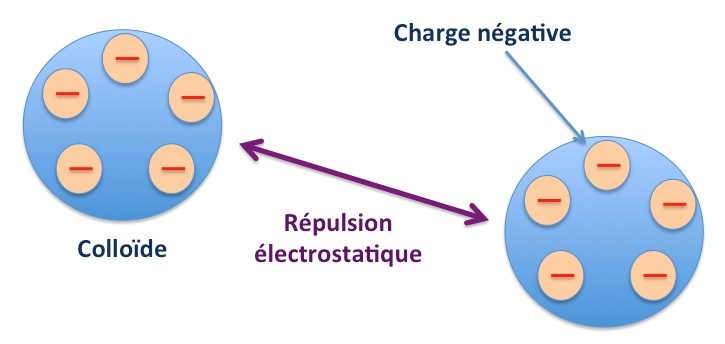 Charge négative
Répulsion
électrostatique
Colloïde